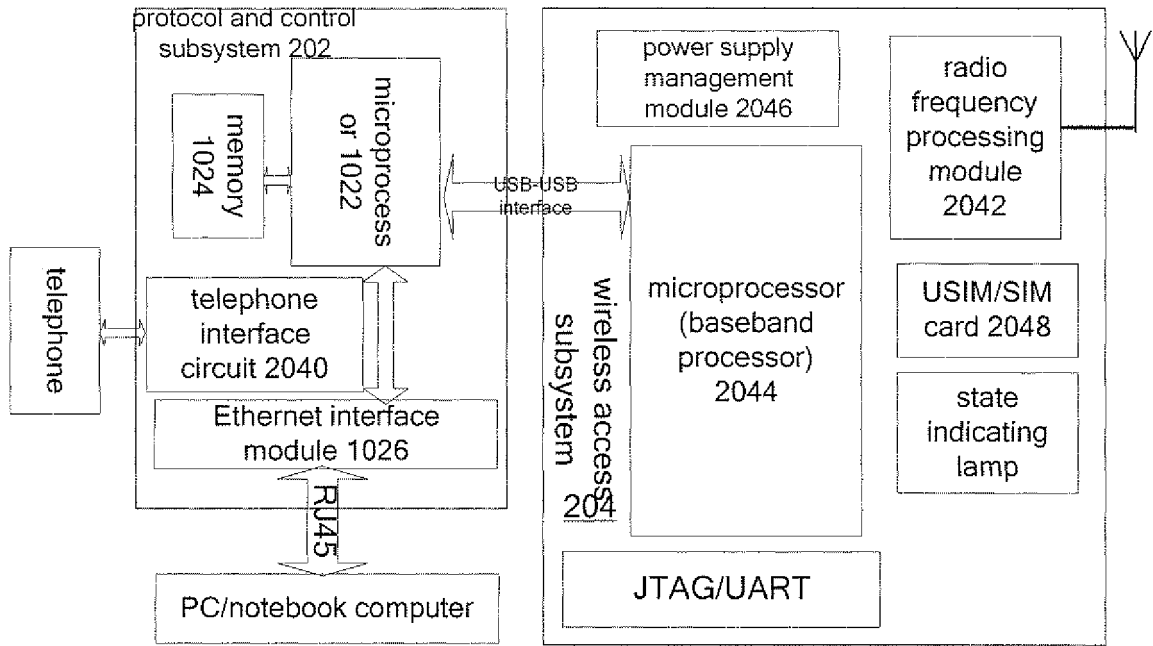 protocol and control
subsystem 202
memory
1024
microprocess
or 1022
telephone
telephone
interface
circuit 2040
Ethernet interface
module 1026
RJ45
PC/notebook computer
USB-USB
interface
wireless access
subsystem
204
power supply
management
module 2046
microprocessor
(baseband
processor)
2044
radio
frequency
processing
module
2042
USIM/SIM
card 2048
state
indicating
lamp
JTAG/UART